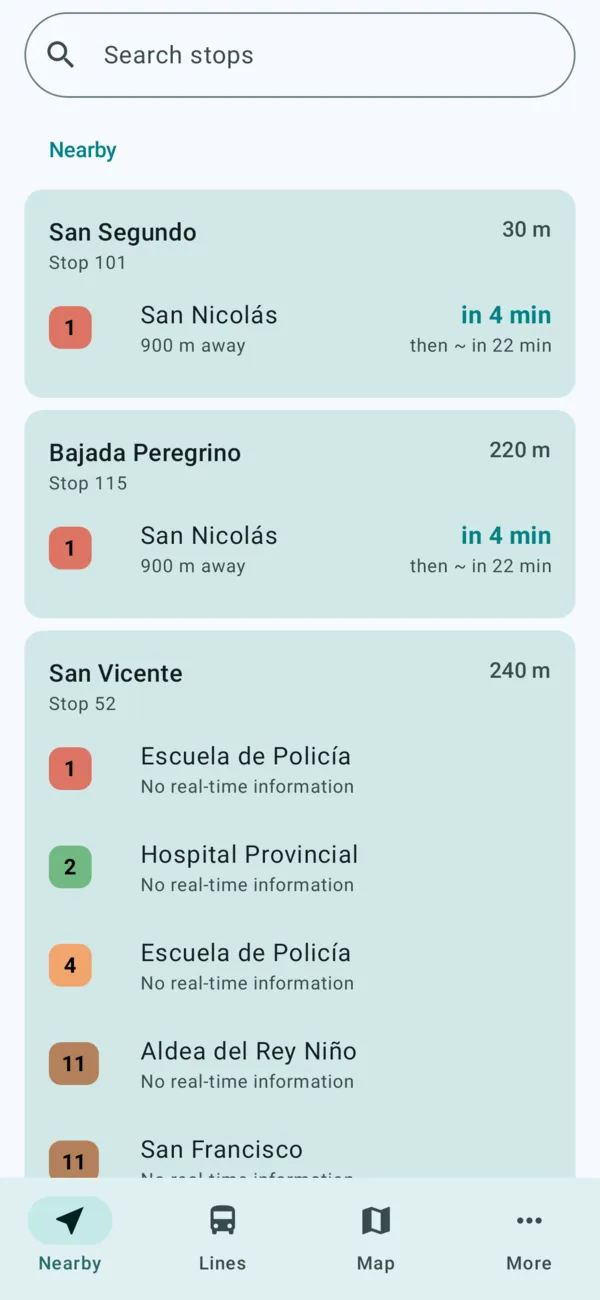 Search stops
Nearby
San Segundo
30 m
Stop 101
1
San Nicolás
in 4 min
900 m away
then ~ in 22 min
Bajada Peregrino
220 m
Stop 115
1
San Nicolás
in 4 min
900 m away
then ~ in 22 min
San Vicente
240 m
Stop 52
1
Escuela de Policía
No real-time information
2
Hospital Provincial
No real-time information
4
Escuela de Policía
No real-time information
11
Aldea del Rey Niño
No real-time information
11
San Francisco
Nearby
Lines
Map
More